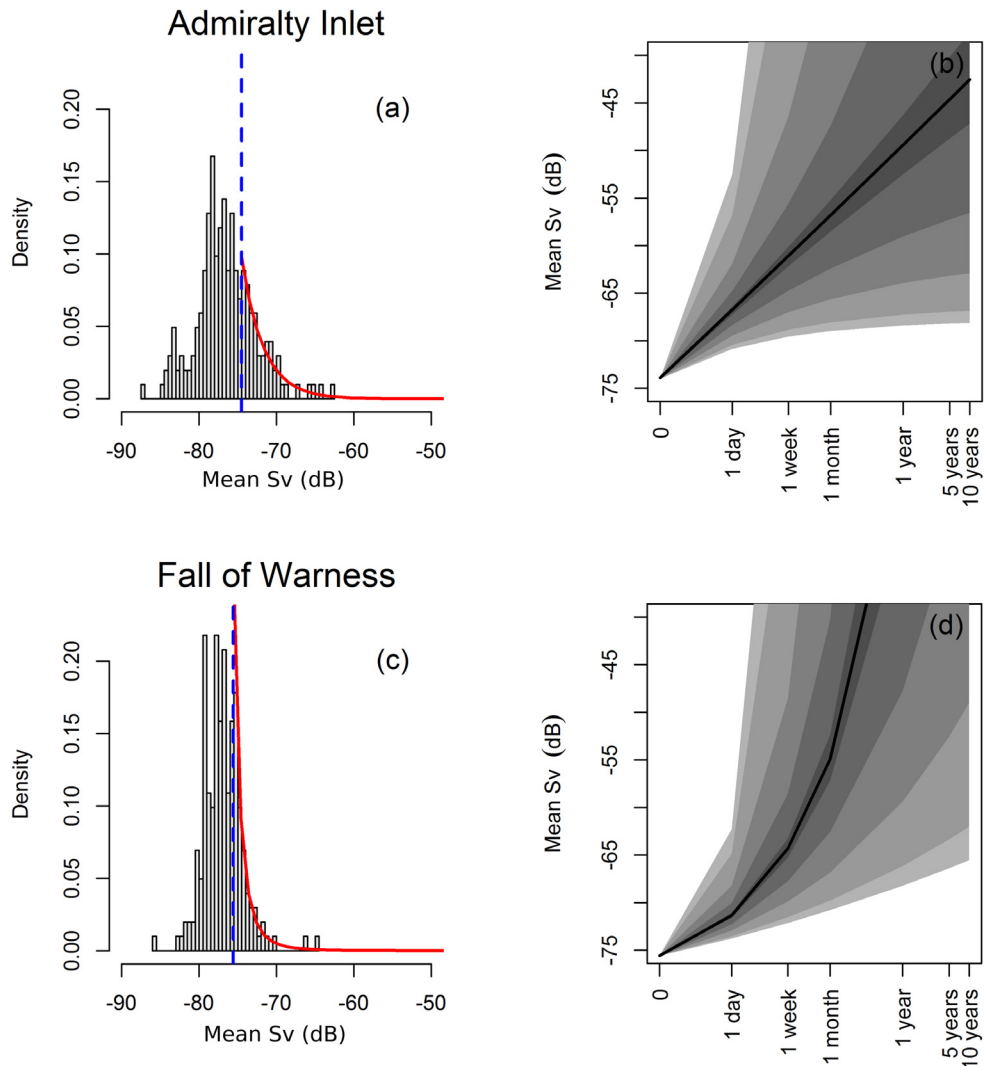 Admiralty Inlet
(a)
Density
0.00 0.05 0.10 0.15 0.20
-90 -80 -70 -60 -50
Mean Sv (dB)
(b)
Mean Sv (dB)
-75 -65 -55 -45
0 1 day 1 week 1 month 1 year 5 years 10 years
Fall of Warness
(c)
Density
0.00 0.05 0.10 0.15 0.20
-90 -80 -70 -60 -50
Mean Sv (dB)
(d)
Mean Sv (dB)
-75 -65 -55 -45
0 1 day 1 week 1 month 1 year 5 years 10 years